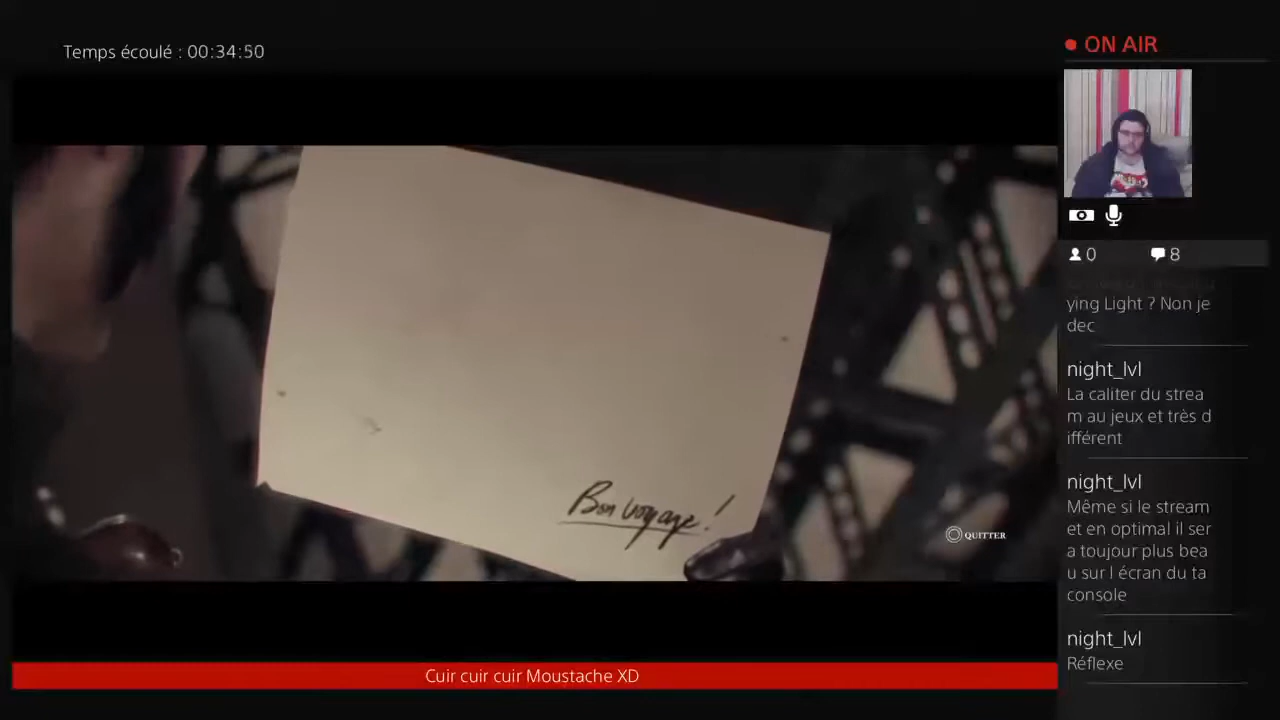 Temps écoulé : 00:34:50
ON AIR
0 8
ying Light ? Non je
dec
night_lvl
La caliter du strea
m au jeux et très d
ifférent
night_lvl
Même si le stream
et en optimal il ser
a toujour plus bea
u sur l écran du ta
console
night_lvl
Réflexe
Bon voyage!
QUITTER
Cuir cuir cuir Moustache XD